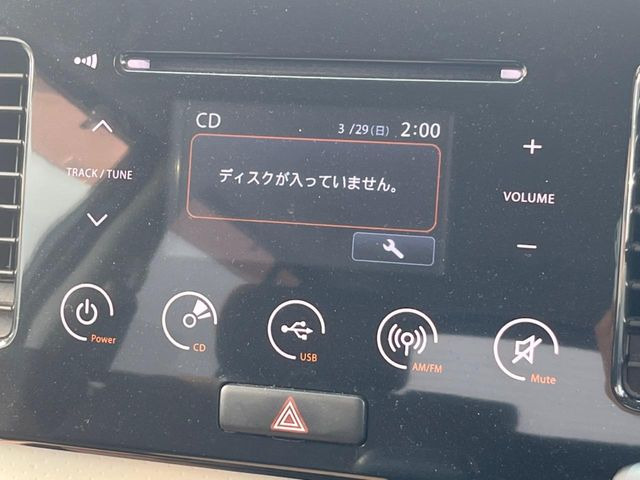 CD 3/29(日) 2:00
TRACK / TUNE
ディスクが入っていません。
VOLUME
Power
CD
USB
AM/FM
Mute